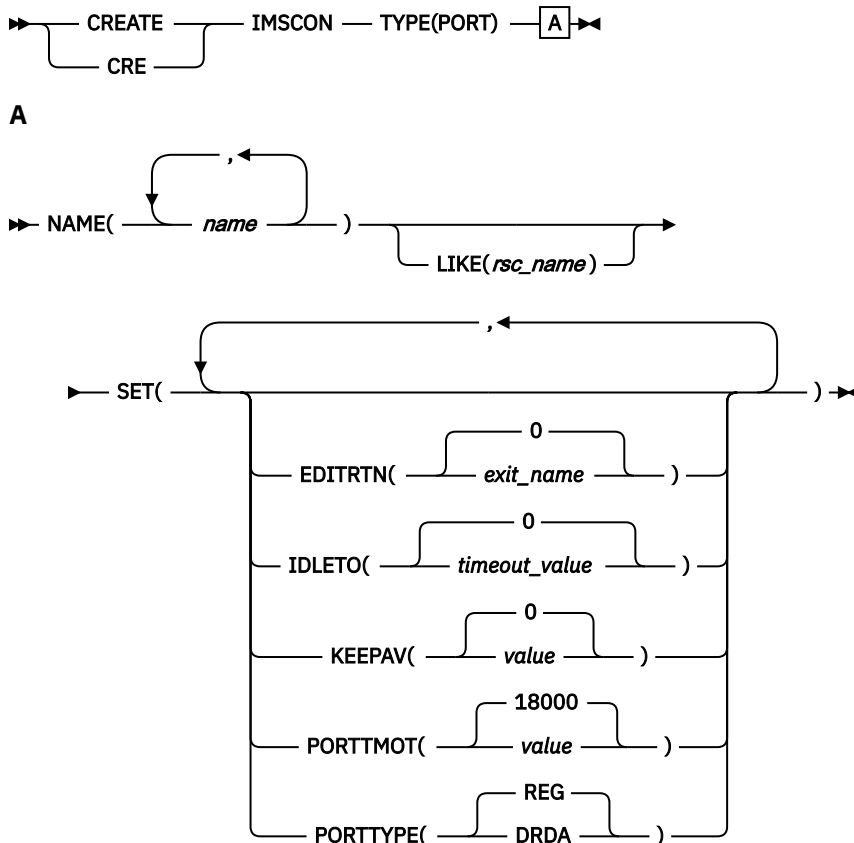 CREATE IMSCON TYPE(PORT) A
CRE
A
,
NAME( name )
LIKE(rsc_name)
,
SET( )
0
EDITRTN( exit_name )
0
IDLETO( timeout_value )
0
KEEPAV( value )
18000
PORTTMOT( value )
REG
PORTTYPE( DRDA )